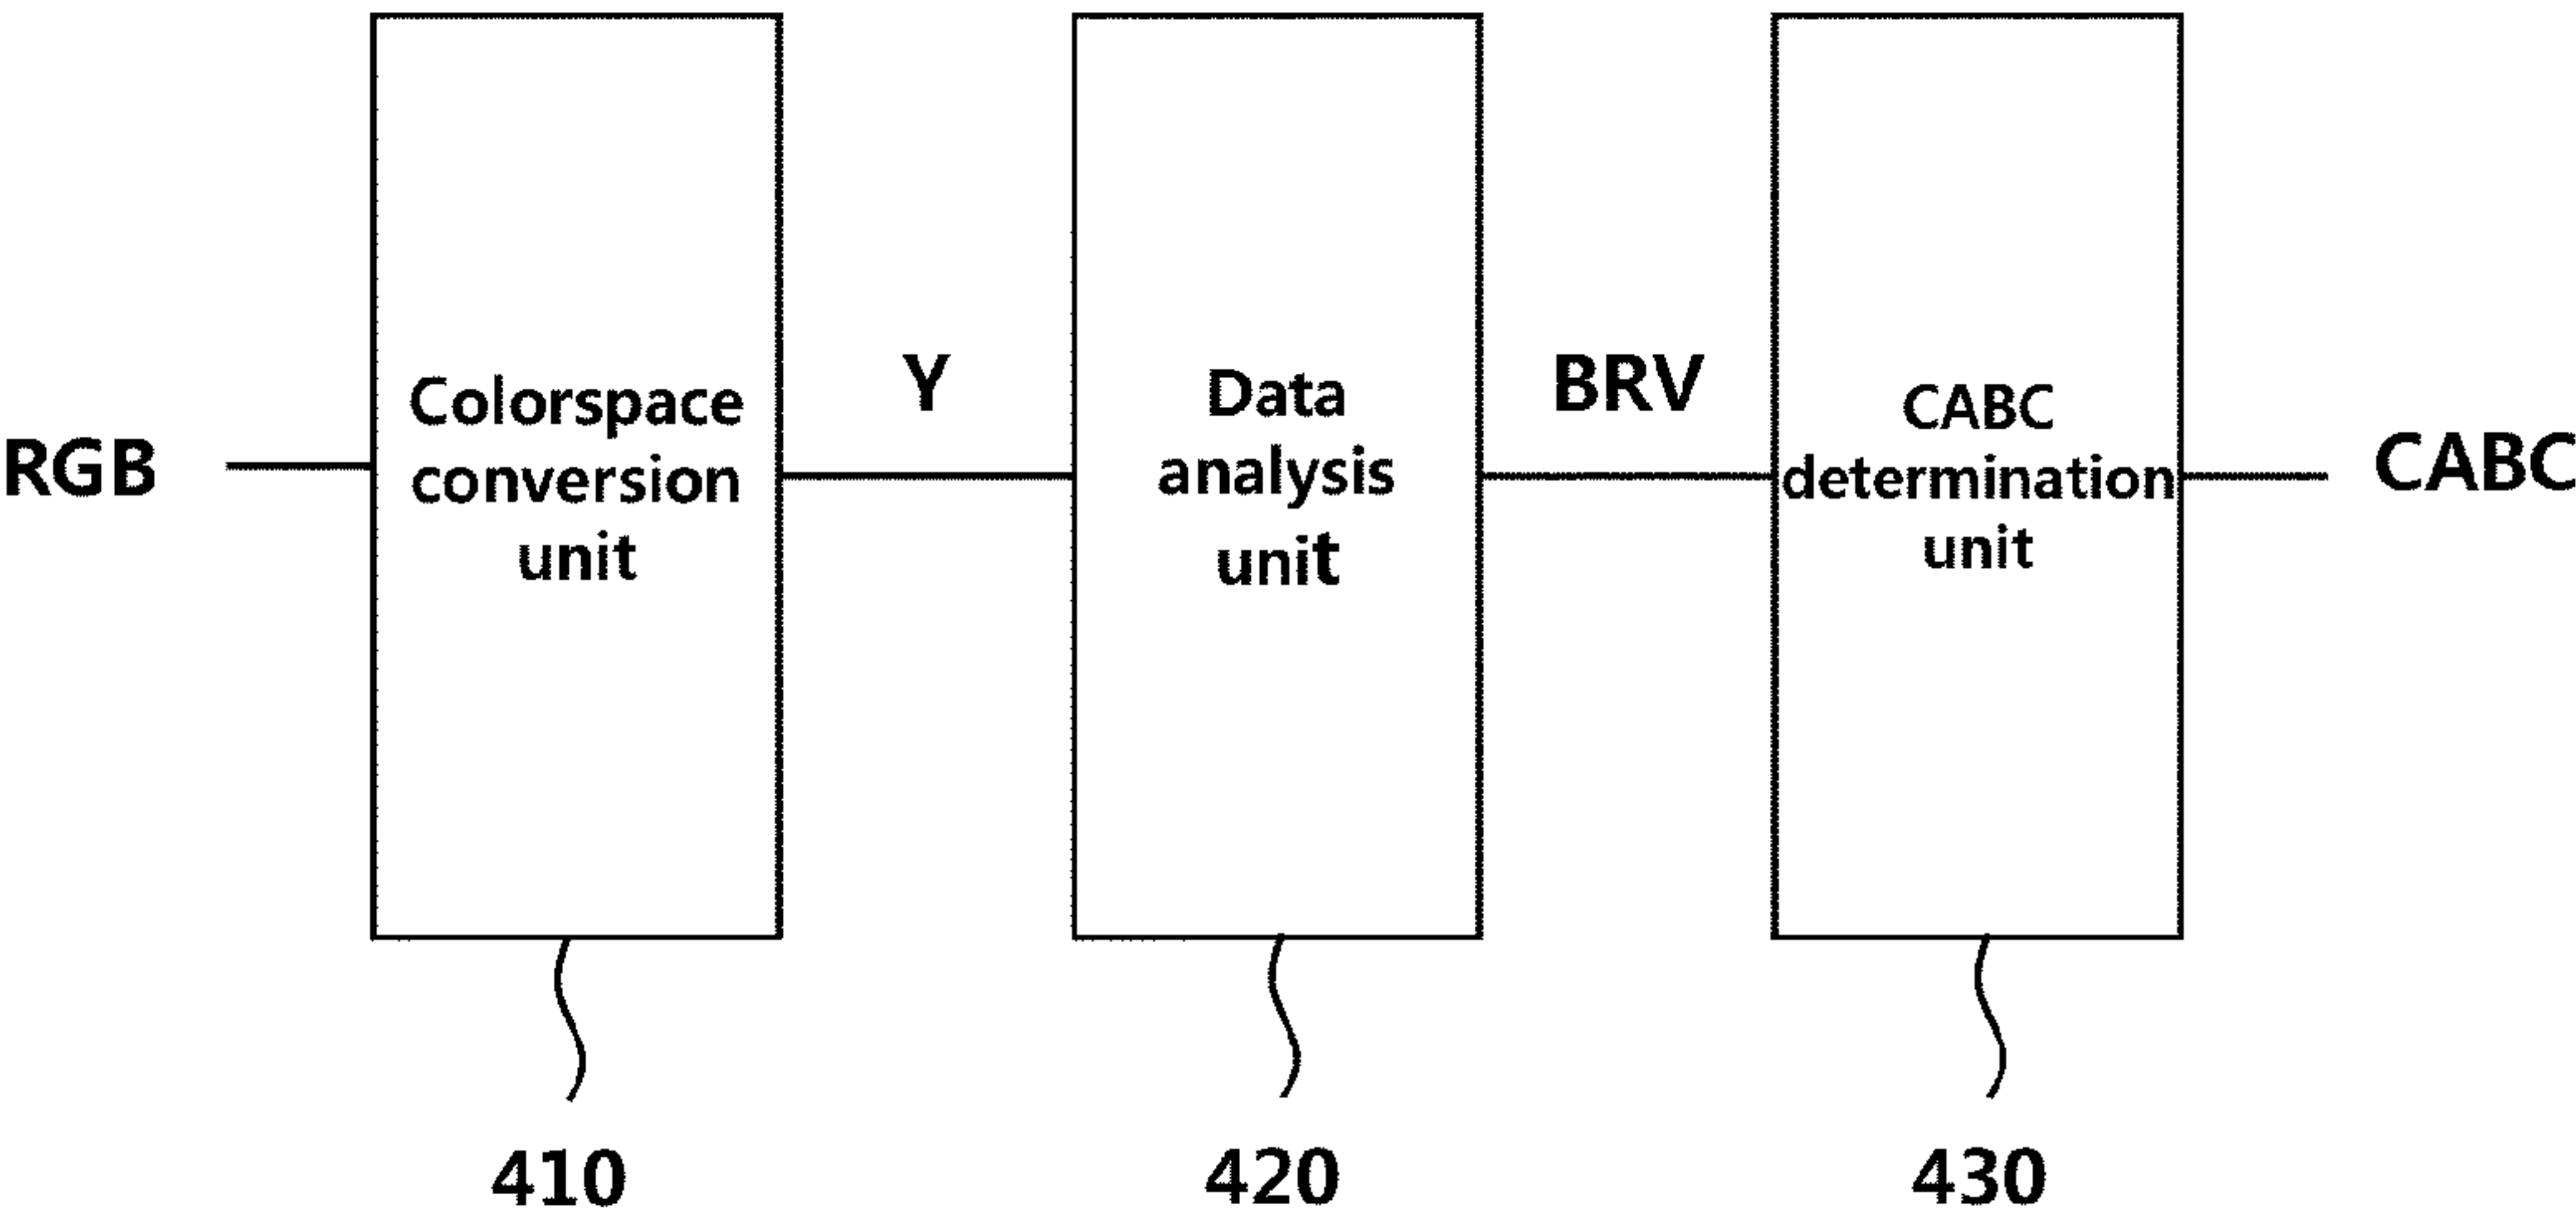 RGB
Colorspace
conversion
unit
Y
Data
analysis
unit
BRV
CABC
determination
unit
CABC
410
420
430